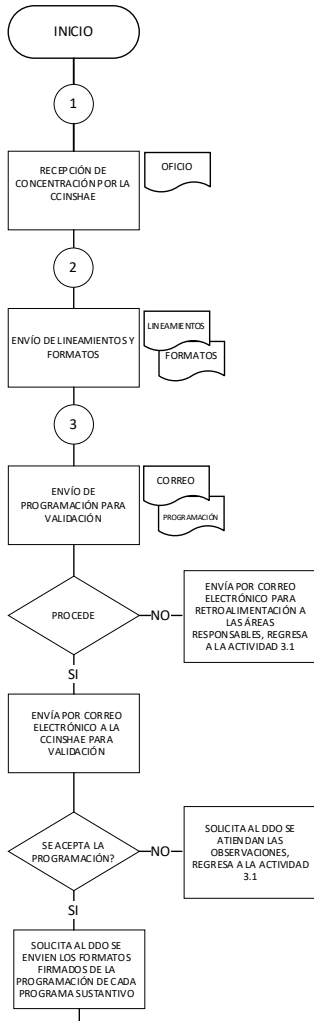 INICIO
1
RECEPCIÓN DE
CONCENTRACIÓN POR LA
CCINSHAE
OFICIO
2
ENVÍO DE LINEAMIENTOS Y
FORMATOS
LINEAMIENTOS
FORMATOS
3
ENVÍO DE
PROGRAMACIÓN PARA
VALIDACIÓN
CORREO
PROGRAMACIÓN
PROCEDE
NO
ENVÍA POR CORREO
ELECTRÓNICO PARA
RETROALIMENTACIÓN A
LAS ÁREAS
RESPONSABLES, REGRESA
A LA ACTIVIDAD 3.1
SI
ENVÍA POR CORREO
ELECTRÓNICO A LA
CCINSHAE PARA
VALIDACIÓN
SE ACEPTA LA
PROGRAMACIÓN?
NO
SOLICITA AL DDO SE
ATIENDAN LAS
OBSERVACIONES,
REGRESA A LA ACTIVIDAD
3.1
SI
SOLICITA AL DDO SE
ENVIEN LOS FORMATOS
FIRMADOS DE LA
PROGRAMACIÓN DE CADA
PROGRAMA SUSTANTIVO